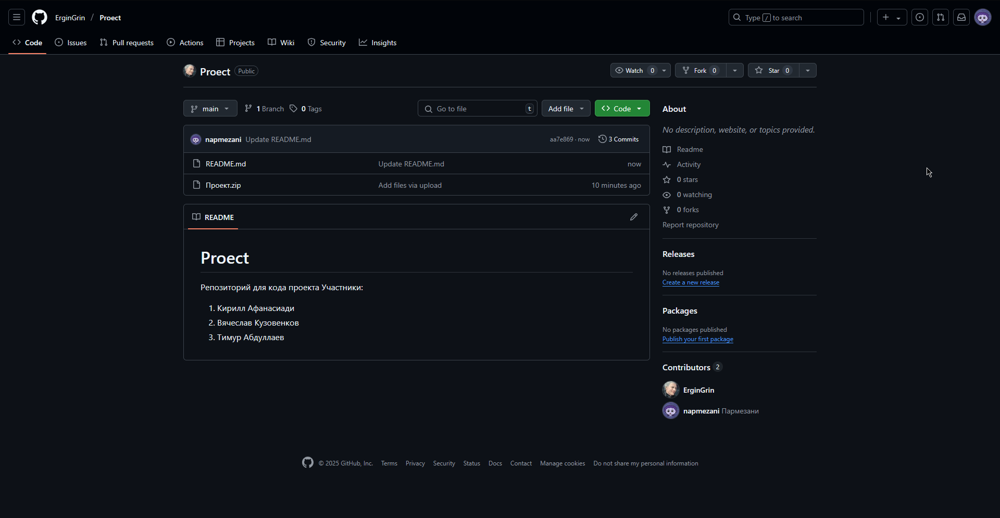 ErginGrin / Proect
Type / to search
Code Issues Pull requests Actions Projects Wiki Security Insights
Proect Public
Watch 0 Fork 0 Star 0
main 1 Branch 0 Tags
Go to file t Add file Code
napmezani Update README.md aa7e869 · now 3 Commits
README.md Update README.md now
Проект.zip Add files via upload 10 minutes ago
README
Proect
Репозиторий для кода проекта Участники:
1. Кирилл Афанасиади
2. Вячеслав Кузовенков
3. Тимур Абдуллаев
About
No description, website, or topics provided.
Readme
Activity
0 stars
0 watching
0 forks
Report repository
Releases
No releases published
Create a new release
Packages
No packages published
Publish your first package
Contributors 2
ErginGrin
napmezani Пармезани
© 2025 GitHub, Inc. Terms Privacy Security Status Docs Contact Manage cookies Do not share my personal information